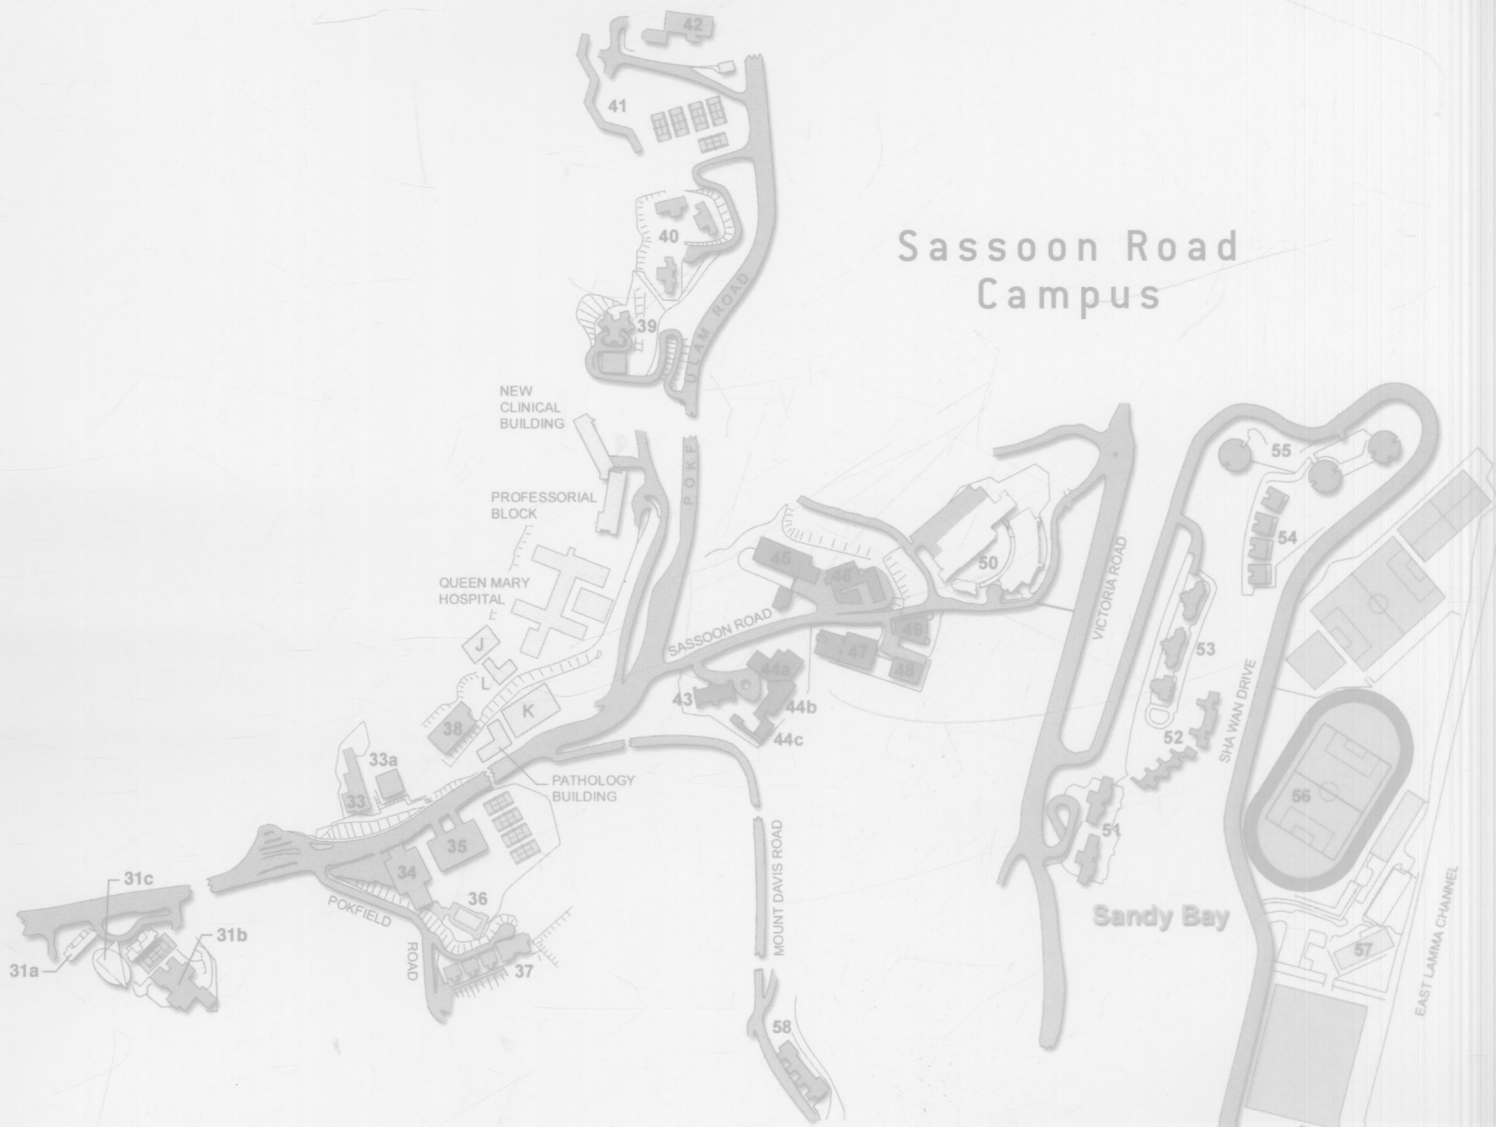 42
41
Sassoon Road
Campus
40
39
POKFULAM ROAD
NEW
CLINICAL
BUILDING
55
PROFESSORIAL
BLOCK
54
45
46
50
QUEEN MARY
HOSPITAL
VICTORIA ROAD
SASSOON ROAD
49
J
47
48
53
L
44a
43
44b
K
38
44c
52
SHA WAN DRIVE
33a
33
PATHOLOGY
BUILDING
56
51
35
34
31c
36
POKFIELD
ROAD
MOUNT DAVIS ROAD
Sandy Bay
EAST LAMMA CHANNEL
31b
31a
37
57
58